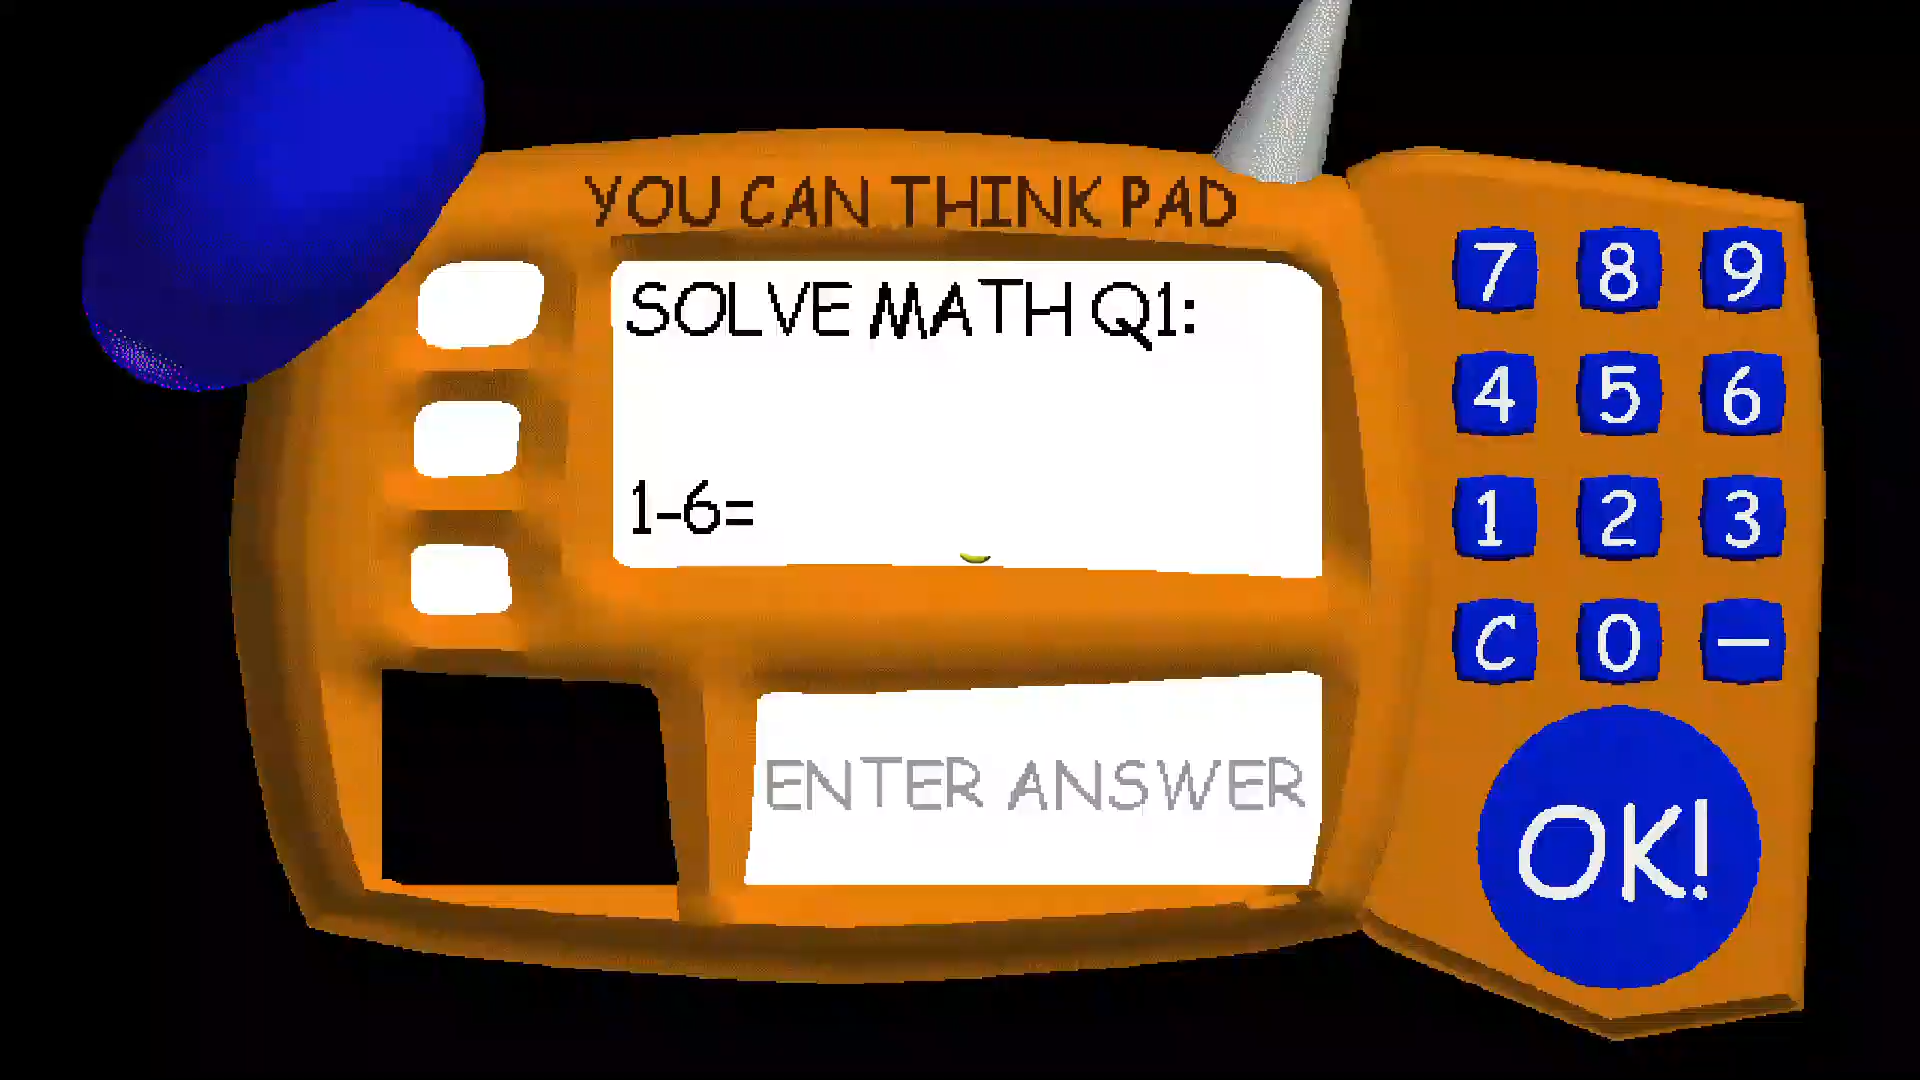 YOU CAN THINK PAD
SOLVE MATH Q1:
1-6=
ENTER ANSWER
7 8 9
4 5 6
1 2 3
C 0 −
OK!